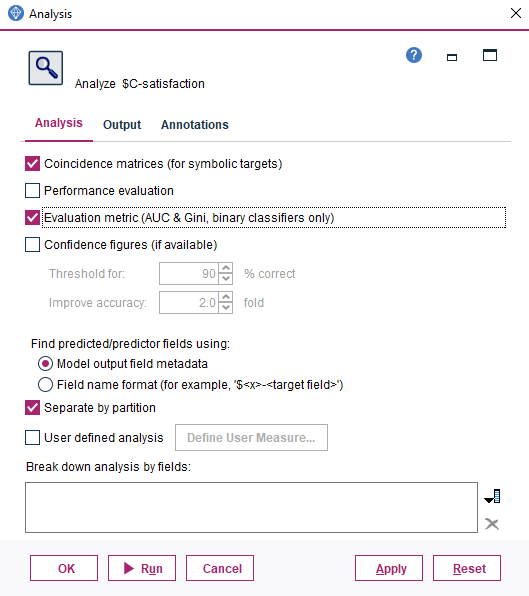 Analysis
Analyze $C-satisfaction
Analysis Output Annotations
Coincidence matrices (for symbolic targets)
Performance evaluation
Evaluation metric (AUC & Gini, binary classifiers only)
Confidence figures (if available)
Threshold for: 90 % correct
Improve accuracy: 2.0 fold
Find predicted/predictor fields using:
Model output field metadata
Field name format (for example, '$<x>-<target field>')
Separate by partition
User defined analysis Define User Measure...
Break down analysis by fields:
OK Run Cancel Apply Reset